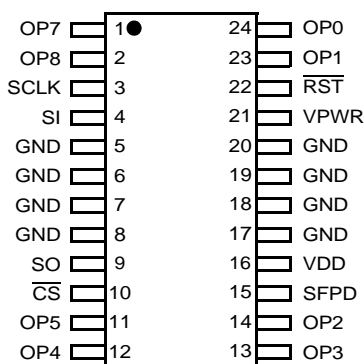 OP7 1 24 OP0
OP8 2 23 OP1
SCLK 3 22 R̅S̅T̅
SI 4 21 VPWR
GND 5 20 GND
GND 6 19 GND
GND 7 18 GND
GND 8 17 GND
SO 9 16 VDD
C̅S̅ 10 15 SFPD
OP5 11 14 OP2
OP4 12 13 OP3